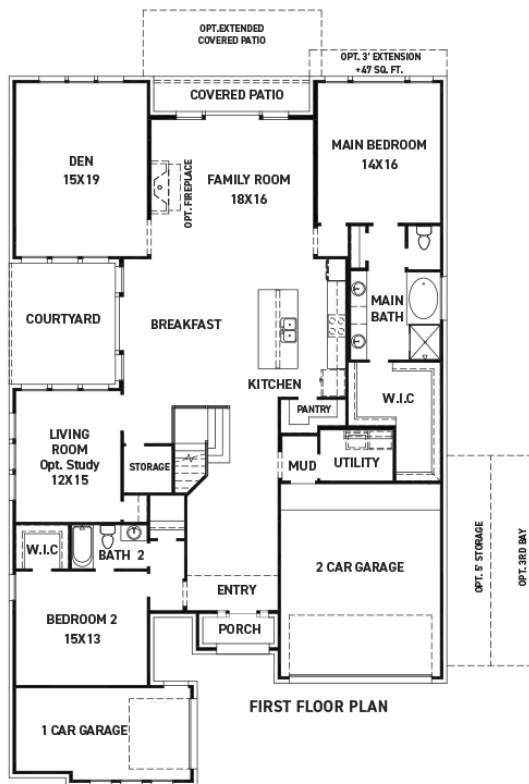 OPT.EXTENDED
COVERED PATIO
OPT. 3' EXTENSION
+47 SQ. FT.
COVERED PATIO
DEN
15X19
OPT. FIREPLACE
FAMILY ROOM
18X16
MAIN BEDROOM
14X16
COURTYARD
BREAKFAST
MAIN
BATH
KITCHEN
W.I.C
PANTRY
LIVING
ROOM
Opt. Study
12X15
STORAGE
MUD
UTILITY
W.I.C
BATH 2
2 CAR GARAGE
OPT. 5' STORAGE
OPT. 3RD BAY
ENTRY
BEDROOM 2
15X13
PORCH
FIRST FLOOR PLAN
1 CAR GARAGE